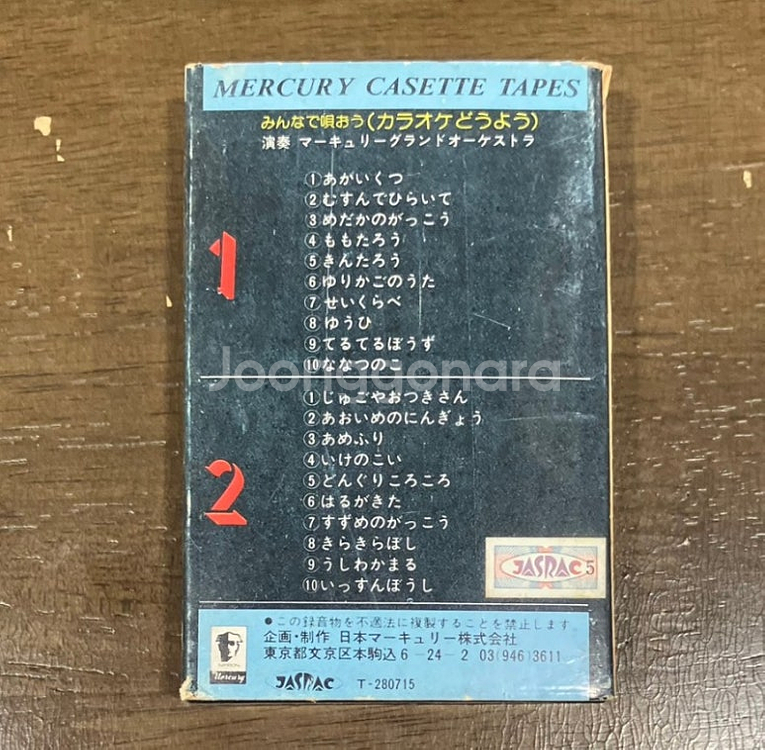 MERCURY CASETTE TAPES
みんなで唄おう(カラオケどうよう)
演奏 マーキュリーグランドオーケストラ
1
①あがいくつ
②むすんでひらいて
③めだかのがっこう
④ももたろう
⑤きんたろう
⑥ゆりかごのうた
⑦せいくらべ
⑧ゆうひ
⑨てるてるぼうず
⑩ななつのこ
Joonggonara
2
①じゅごやおつきさん
②あおいめのにんぎょう
③あめふり
④いけのこい
⑤どんぐりころころ
⑥はるがきた
⑦すずめのがっこう
⑧きらきらぼし
⑨うしわかまる
⑩いっすんぼうし
JASRAC 5
●この録音物を不適法に複製することを禁止します。
企画・制作 日本マーキュリー株式会社
東京都文京区本駒込6-24-2 03(946)3611
Mercury
JASRAC T-280715